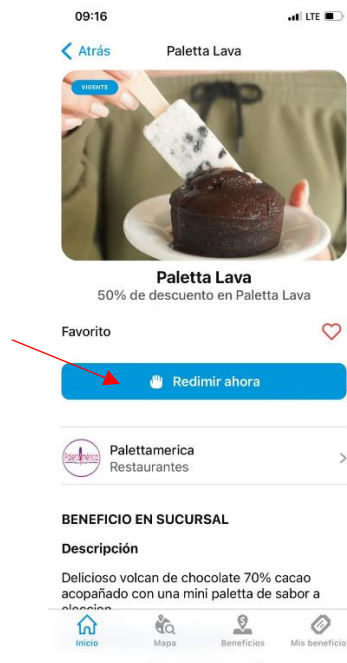 09:16
LTE
Atrás
Paletta Lava
VIGENTE
Paletta Lava
50% de descuento en Paletta Lava
Favorito
Redimir ahora
Palettamerica
Restaurantes
BENEFICIO EN SUCURSAL
Descripción
Delicioso volcan de chocolate 70% cacao
acopañado con una mini paletta de sabor a
eleccion
Inicio
Mapa
Beneficios
Mis beneficio